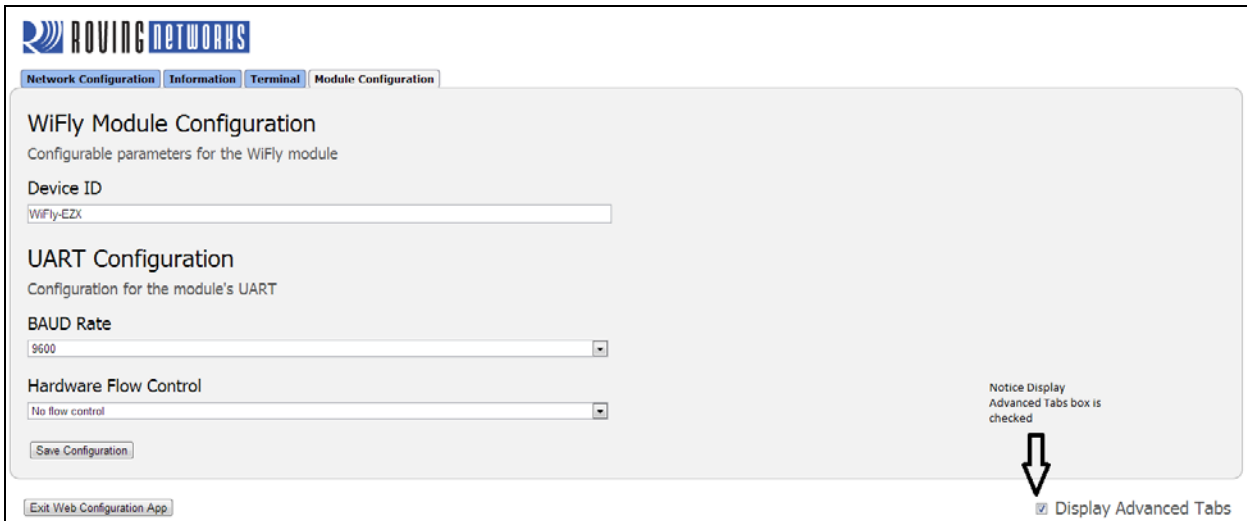 ROVING NETWORKS
Network Configuration Information Terminal Module Configuration
WiFly Module Configuration
Configurable parameters for the WiFly module
Device ID
WiFly-EZX
UART Configuration
Configuration for the module's UART
BAUD Rate
9600
Hardware Flow Control
No flow control
Notice Display
Advanced Tabs box is
checked
Save Configuration
Exit Web Configuration App
Display Advanced Tabs